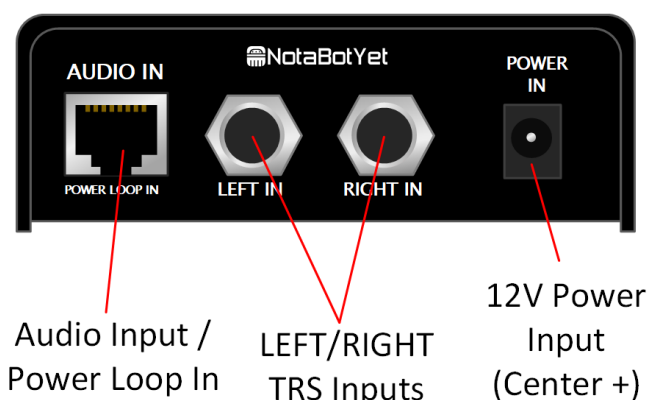 NotaBotYet
AUDIO IN
POWER
IN
POWER LOOP IN
LEFT IN
RIGHT IN
Audio Input /
Power Loop In
LEFT/RIGHT
TRS Inputs
12V Power
Input
(Center +)